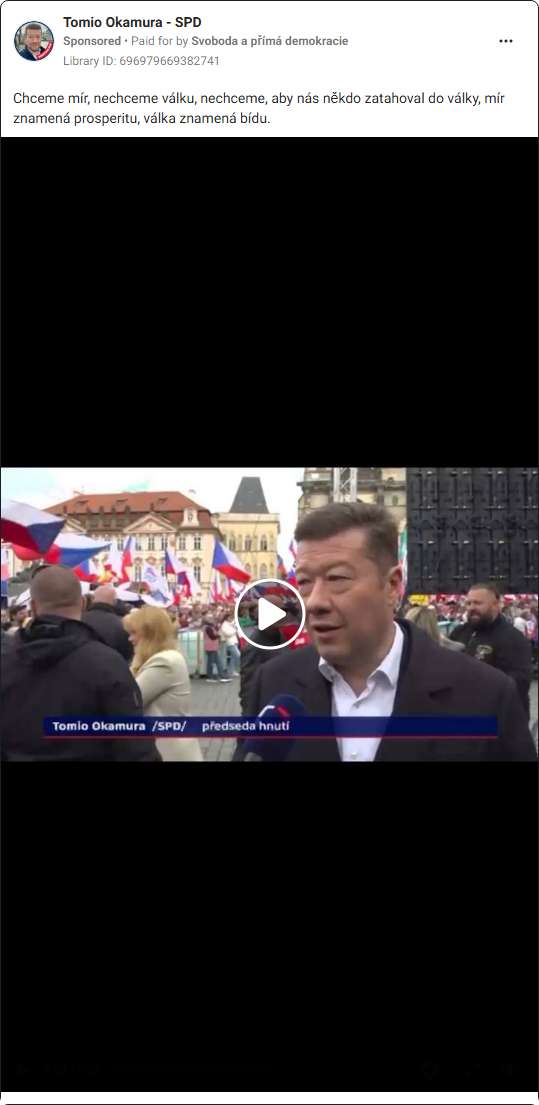 Tomio Okamura - SPD
Sponsored • Paid for by Svoboda a přímá demokracie
Library ID: 696979669382741
Chceme mír, nechceme válku, nechceme, aby nás někdo zatahoval do války, mír
znamená prosperitu, válka znamená bídu.
Tomio Okamura /SPD/ předseda hnutí